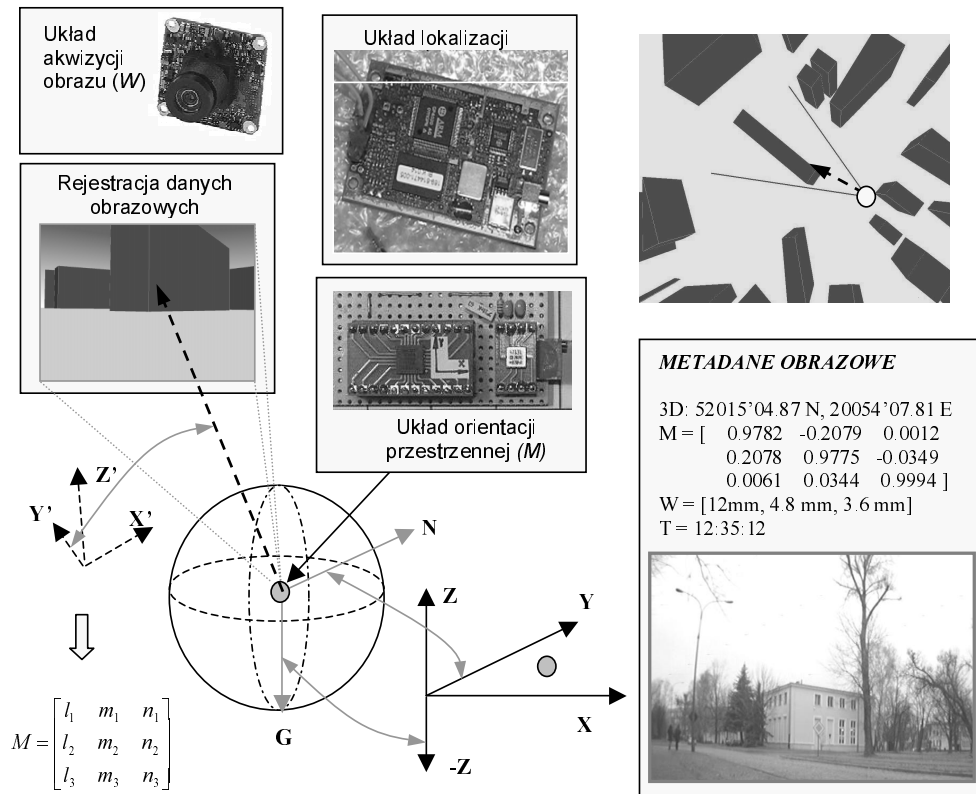 Układ
akwizycji
obrazu (W)
Układ lokalizacji
Rejestracja danych
obrazowych
Układ orientacji
przestrzennej (M)
METADANE OBRAZOWE
3D: 52015'04.87 N, 20054'07.81 E
M = [ 0.9782 -0.2079 0.0012
0.2078 0.9775 -0.0349
0.0061 0.0344 0.9994 ]
W = [12mm, 4.8 mm, 3.6 mm]
T = 12:35:12
Z'
Y'
X'
N
Z
Y
X
G
-Z
M = [ l1 m1 n1
l2 m2 n2
l3 m3 n3 ]